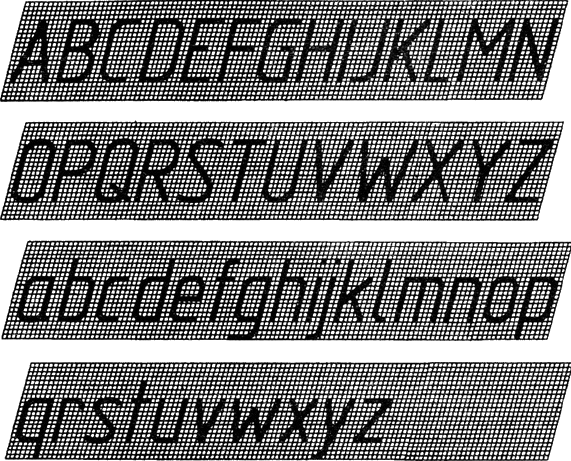 ABCDEFGHIJKLMN
OPQRSTUVWXYZ
abcdefghijklmnop
qrstuvwxyz